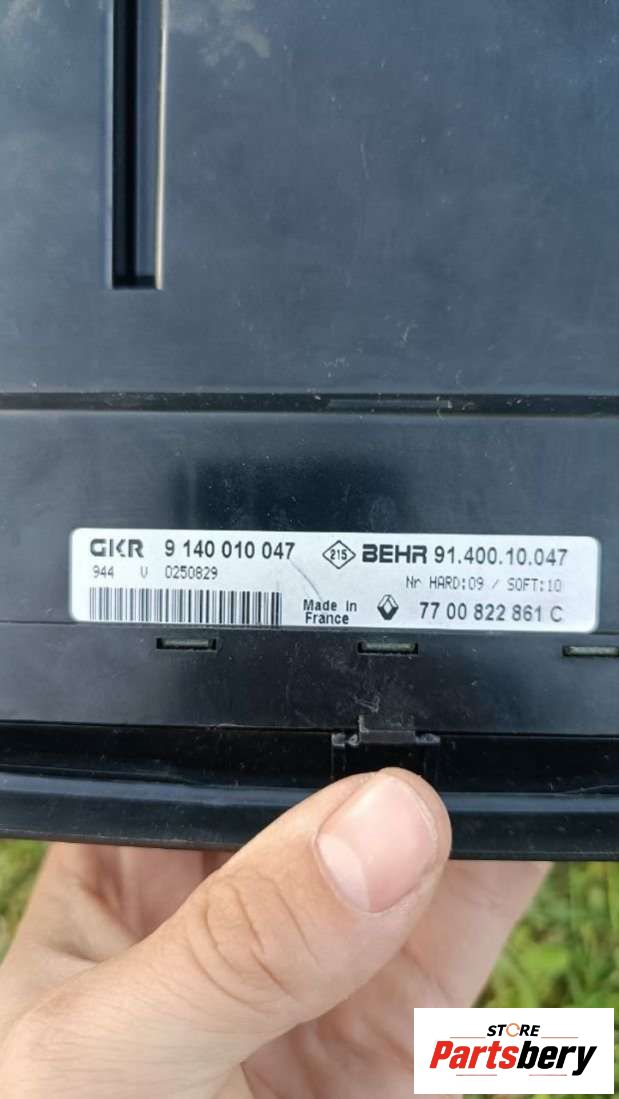 GKR 9 140 010 047 215 BEHR 91.400.10.047
944 V 0250829 Nr HARD:09 / SOFT:10
Made in
France
77 00 822 861 C
STORE
Partsbery